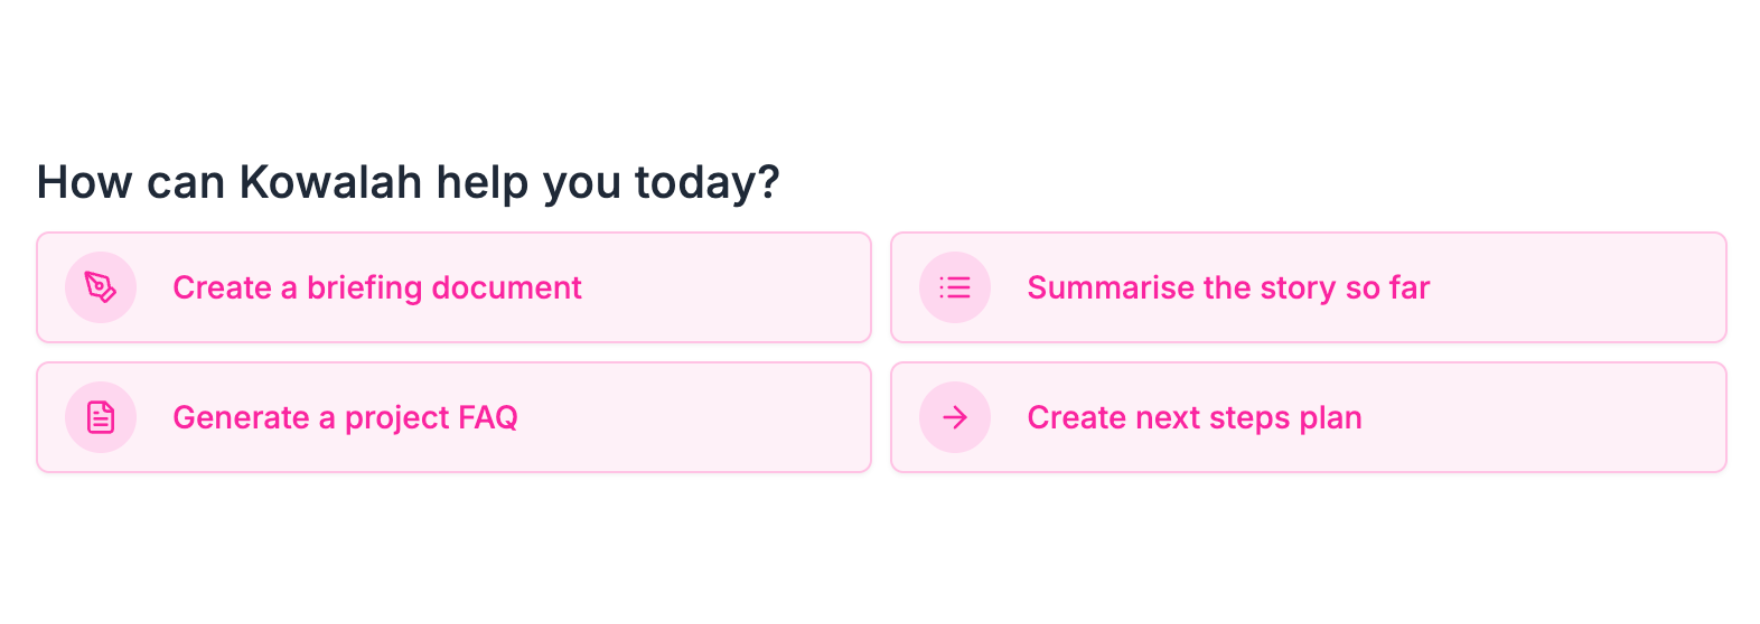 How can Kowalah help you today?
Create a briefing document
Summarise the story so far
Generate a project FAQ
Create next steps plan